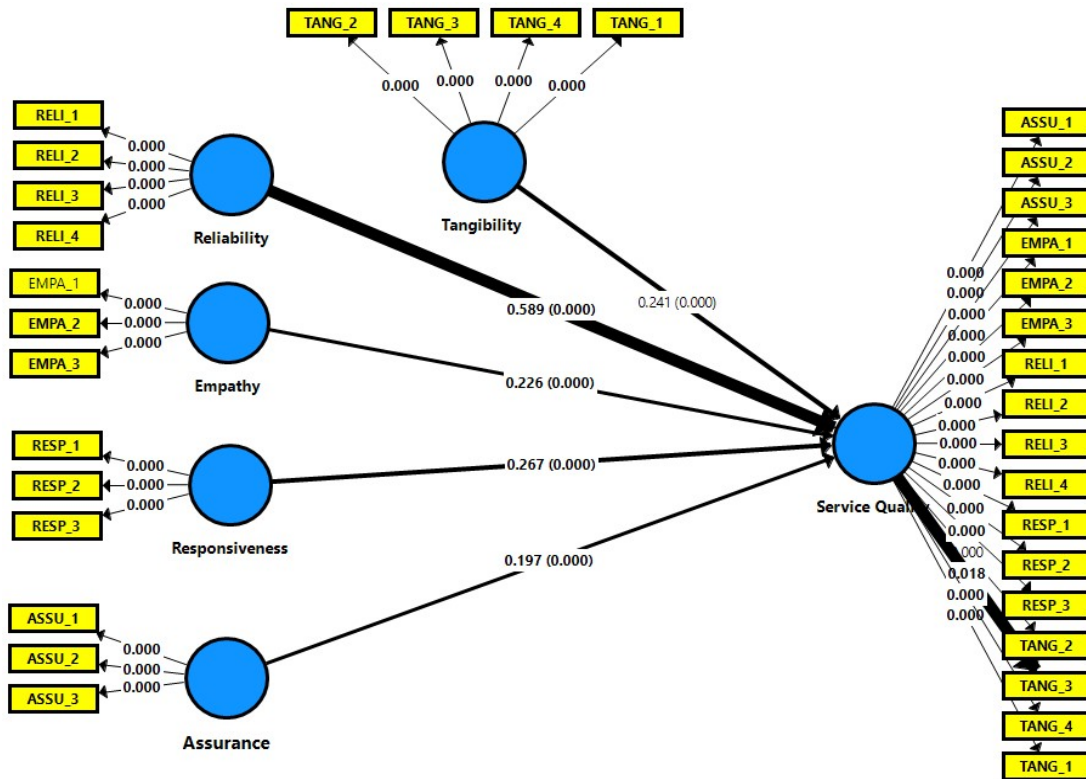 TANG_2 TANG_3 TANG_4 TANG_1
0.000 0.000 0.000 0.000
RELI_1
RELI_2
RELI_3
RELI_4
0.000
0.000
0.000
0.000
Reliability
Tangibility
EMPA_1
EMPA_2
EMPA_3
0.000
0.000
0.000
Empathy
RESP_1
RESP_2
RESP_3
0.000
0.000
0.000
Responsiveness
ASSU_1
ASSU_2
ASSU_3
0.000
0.000
0.000
Assurance
0.589 (0.000)
0.241 (0.000)
0.226 (0.000)
0.267 (0.000)
0.197 (0.000)
Service Quality
0.000
0.000
0.000
0.000
0.000
0.000
0.000
0.000
0.000
0.000
0.000
0.000
0.000
.000
0.018
0.000
0.000
ASSU_1
ASSU_2
ASSU_3
EMPA_1
EMPA_2
EMPA_3
RELI_1
RELI_2
RELI_3
RELI_4
RESP_1
RESP_2
RESP_3
TANG_2
TANG_3
TANG_4
TANG_1